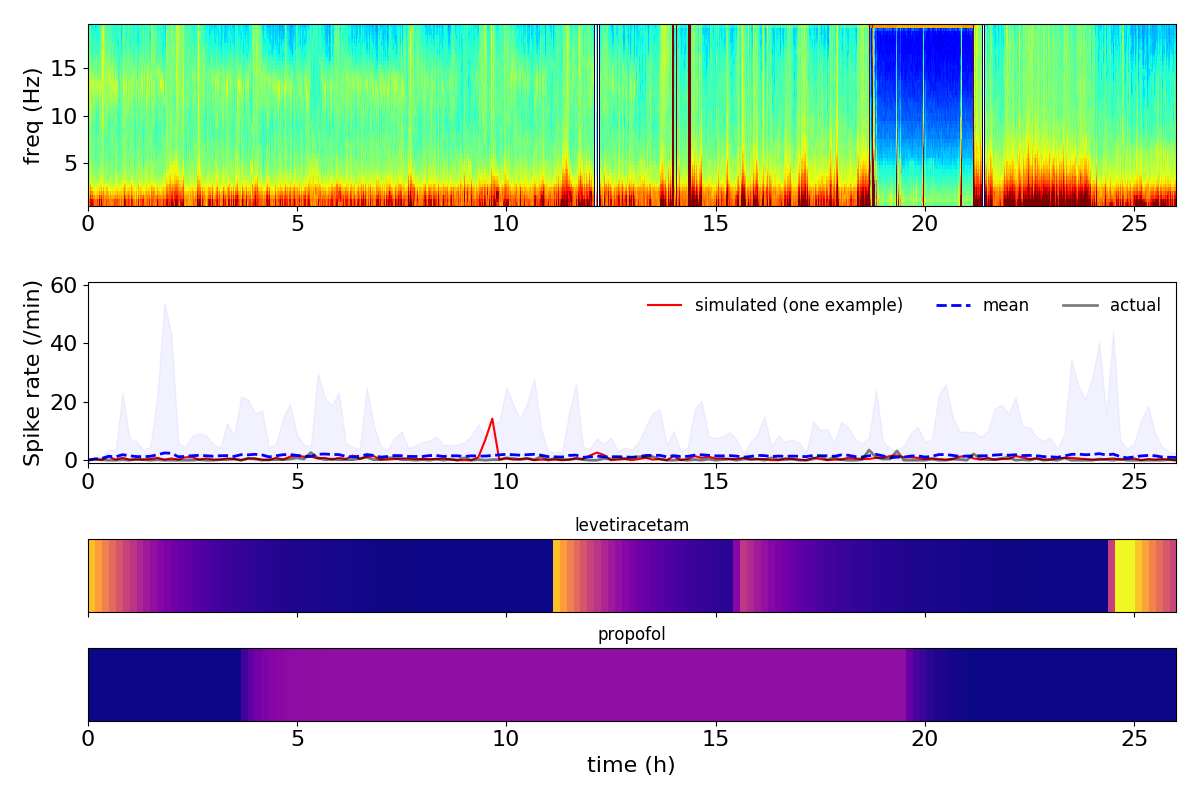 freq (Hz)
15
10
5
0 5 10 15 20 25
Spike rate (/min)
60
40
20
0
simulated (one example) mean actual
0 5 10 15 20 25
levetiracetam
propofol
0 5 10 15 20 25
time (h)